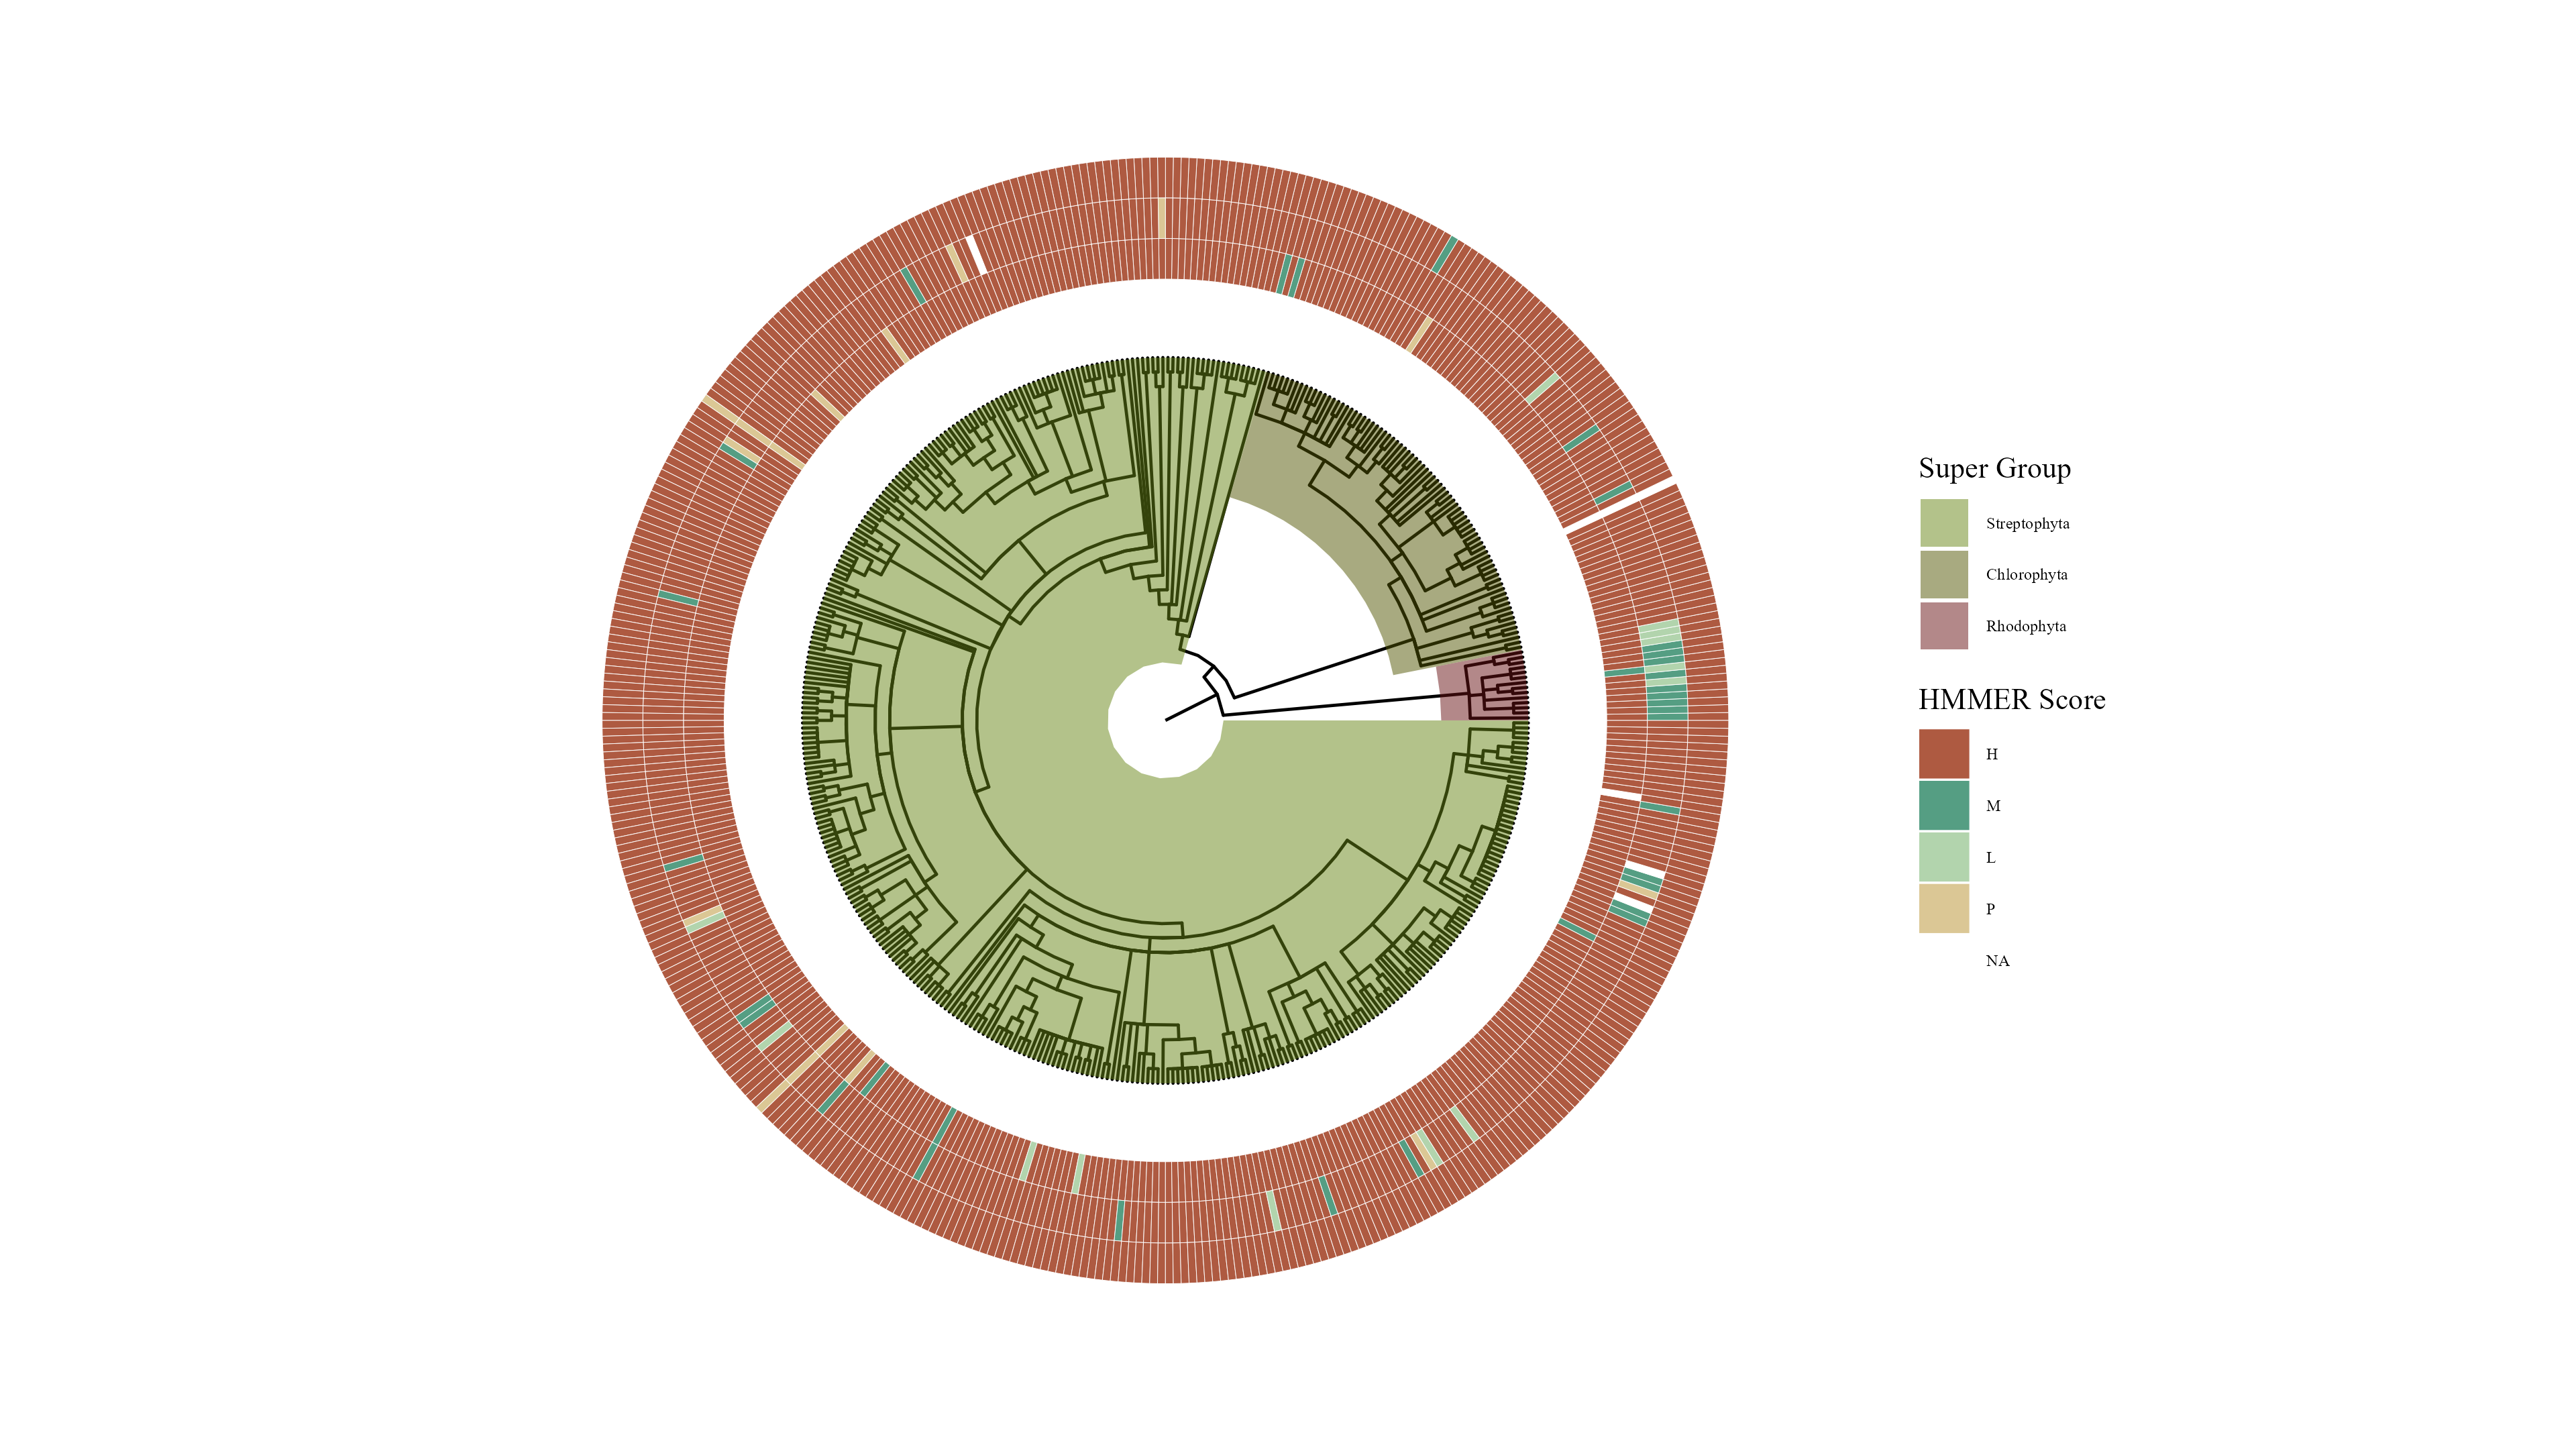 Super Group
Streptophyta
Chlorophyta
Rhodophyta
HMMER Score
H
M
L
P
NA